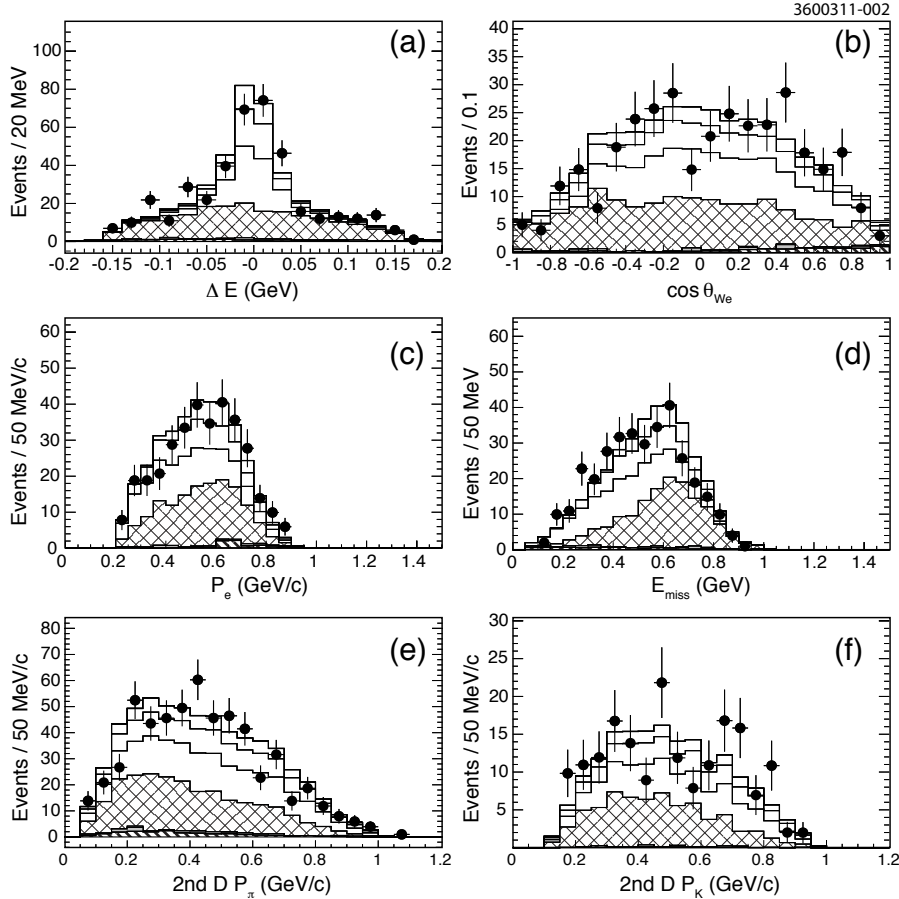 3600311-002
(a)
Events / 20 MeV
100
80
60
40
20
0
-0.2 -0.15 -0.1 -0.05 -0 0.05 0.1 0.15 0.2
Δ E (GeV)
(b)
Events / 0.1
40
35
30
25
20
15
10
5
0
-1 -0.8 -0.6 -0.4 -0.2 0 0.2 0.4 0.6 0.8 1
cos θWe
(c)
Events / 50 MeV/c
60
50
40
30
20
10
0
0 0.2 0.4 0.6 0.8 1 1.2 1.4
Pe (GeV/c)
(d)
Events / 50 MeV
60
50
40
30
20
10
0
0 0.2 0.4 0.6 0.8 1 1.2 1.4
Emiss (GeV)
(e)
Events / 50 MeV/c
80
70
60
50
40
30
20
10
0
0 0.2 0.4 0.6 0.8 1 1.2
2nd D Pπ (GeV/c)
(f)
Events / 50 MeV/c
30
25
20
15
10
5
0 0.2 0.4 0.6 0.8 1 1.2
2nd D PK (GeV/c)